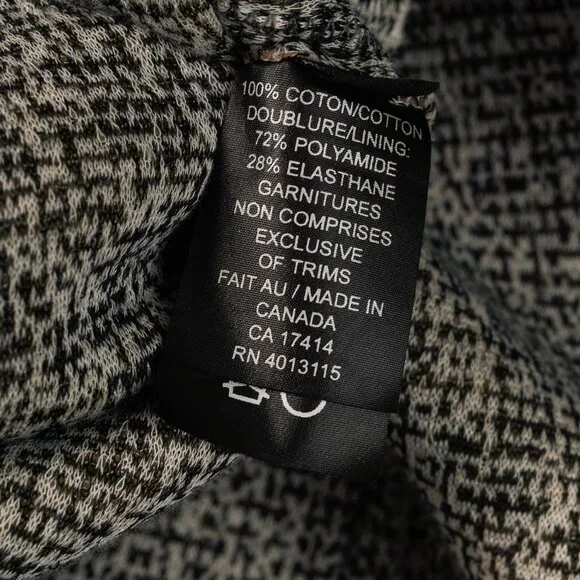 100% COTON/COTTON
DOUBLURE/LINING:
72% POLYAMIDE
28% ELASTHANE
GARNITURES
NON COMPRISES
EXCLUSIVE
OF TRIMS
FAIT AU / MADE IN
CANADA
CA 17414
RN 4013115